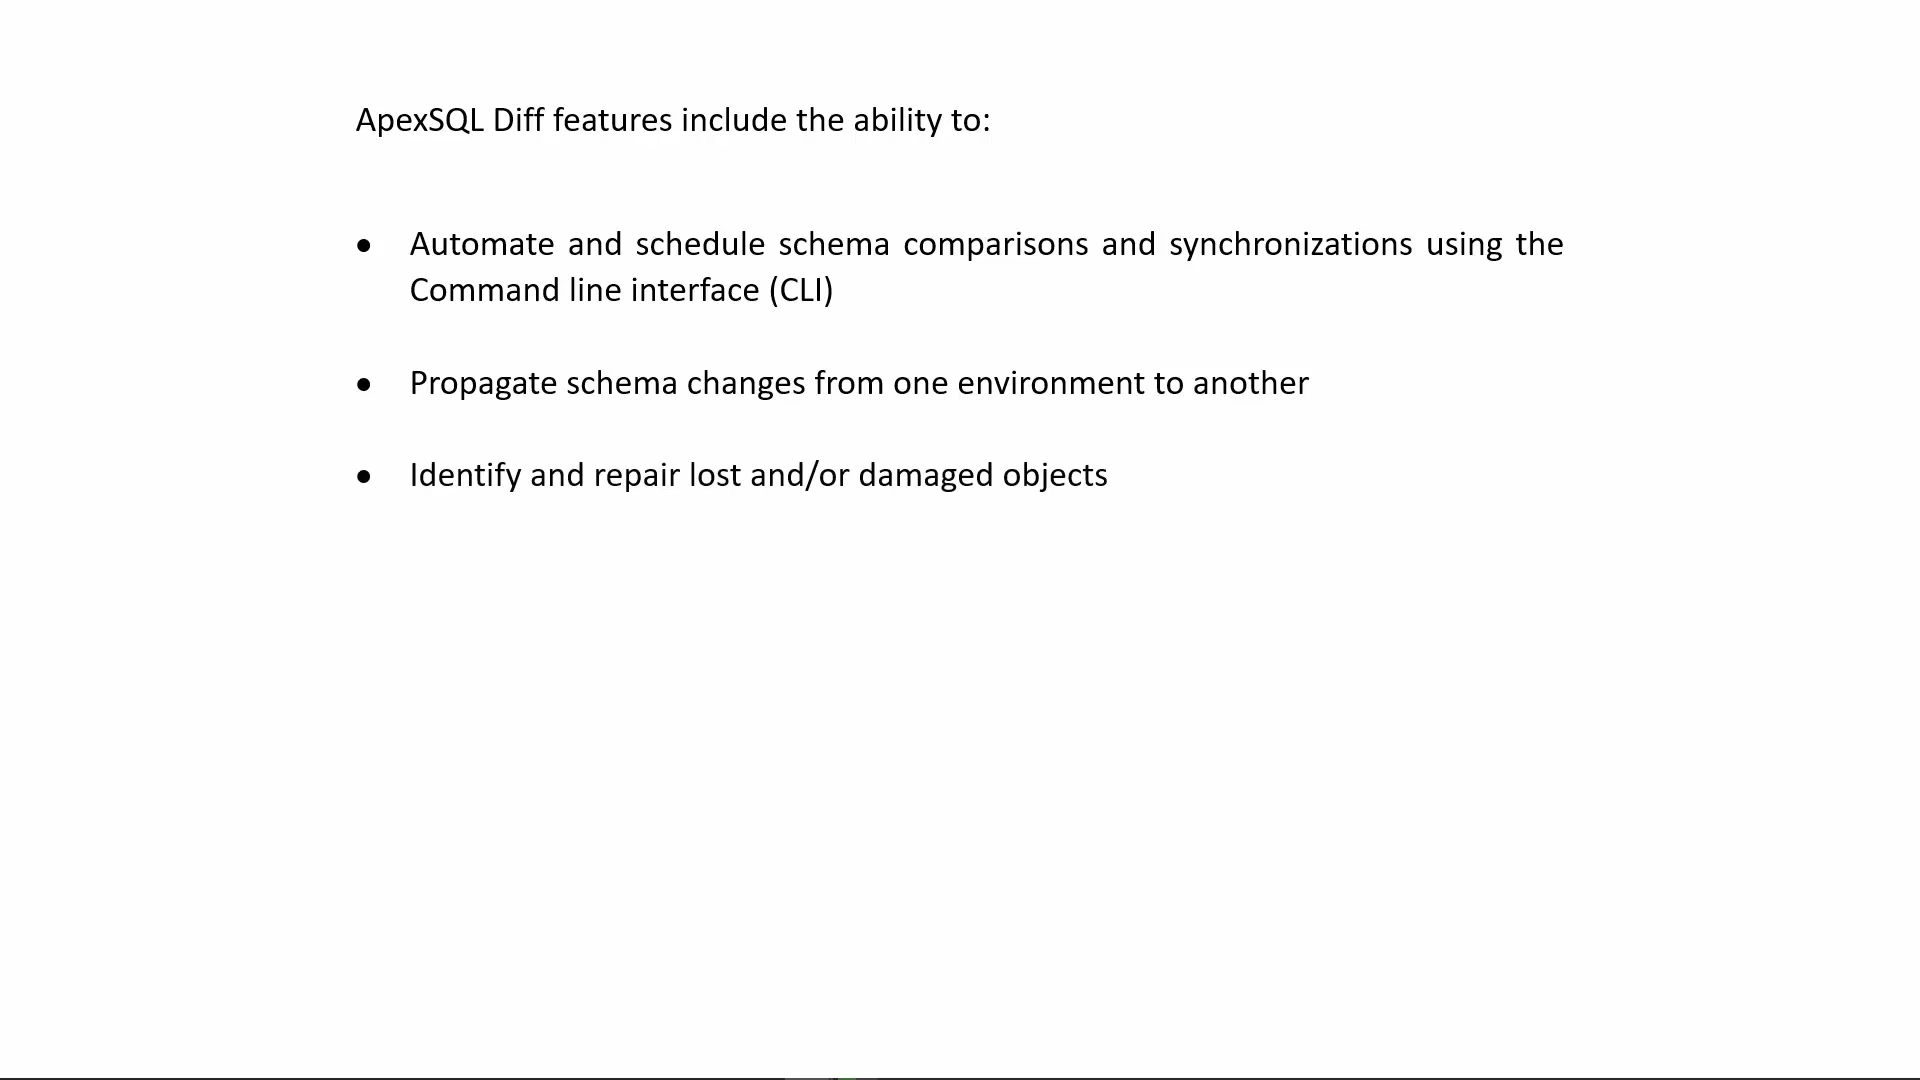 ApexSQL Diff features include the ability to:
• Automate and schedule schema comparisons and synchronizations using the
Command line interface (CLI)
• Propagate schema changes from one environment to another
• Identify and repair lost and/or damaged objects